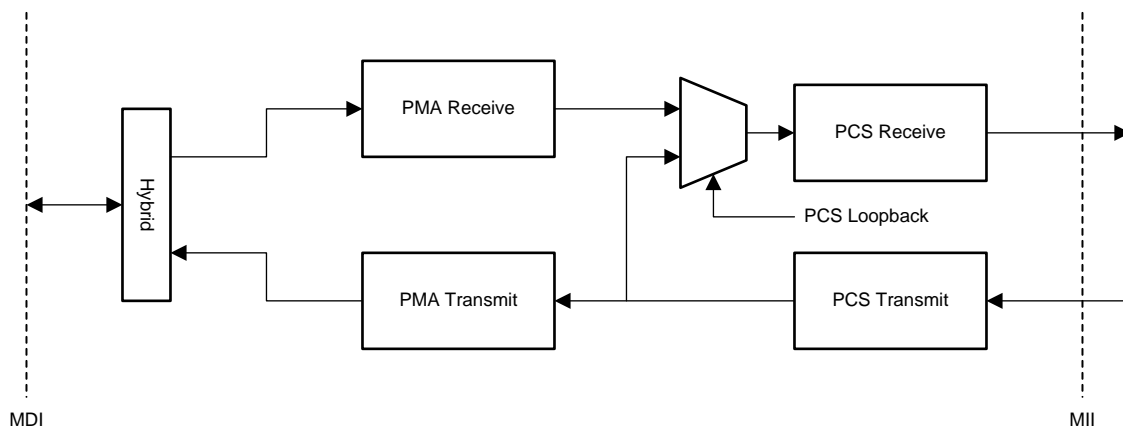 PMA Receive
PCS Receive
Hybrid
PCS Loopback
PMA Transmit
PCS Transmit
MDI
MII